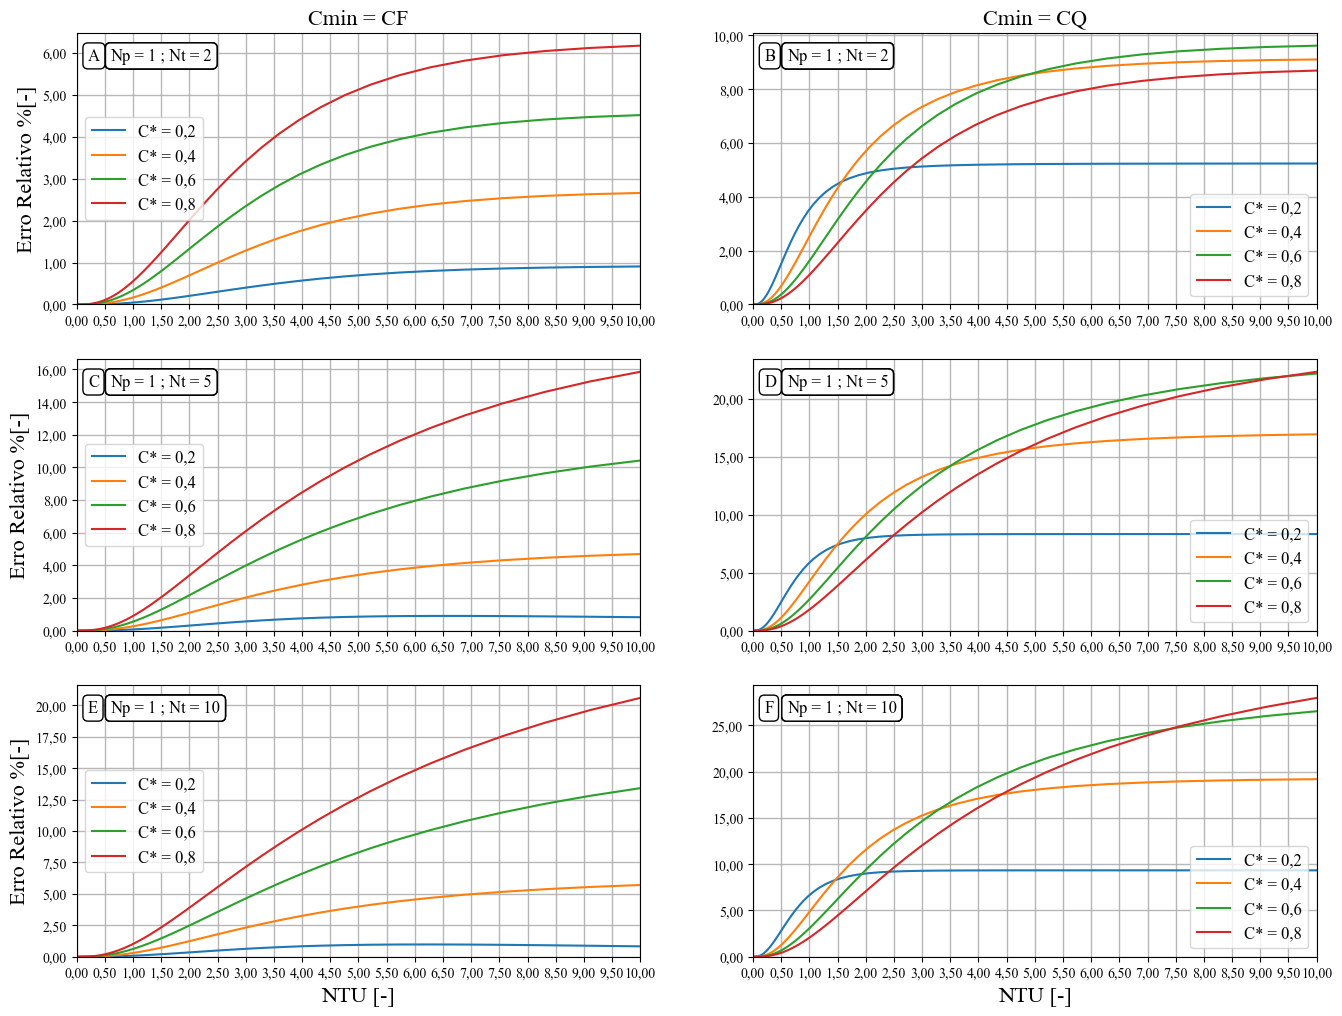 Cmin = CF
Cmin = CQ
A Np = 1 ; Nt = 2
Erro Relativo %[-]
6,00
5,00
4,00
3,00
2,00
1,00
0,00
C* = 0,2
C* = 0,4
C* = 0,6
C* = 0,8
0,00 0,50 1,00 1,50 2,00 2,50 3,00 3,50 4,00 4,50 5,00 5,50 6,00 6,50 7,00 7,50 8,00 8,50 9,00 9,50 10,00
B Np = 1 ; Nt = 2
10,00
8,00
6,00
4,00
2,00
0,00
C* = 0,2
C* = 0,4
C* = 0,6
C* = 0,8
0,00 0,50 1,00 1,50 2,00 2,50 3,00 3,50 4,00 4,50 5,00 5,50 6,00 6,50 7,00 7,50 8,00 8,50 9,00 9,50 10,00
C Np = 1 ; Nt = 5
Erro Relativo %[-]
16,00
14,00
12,00
10,00
8,00
6,00
4,00
2,00
0,00
C* = 0,2
C* = 0,4
C* = 0,6
C* = 0,8
0,00 0,50 1,00 1,50 2,00 2,50 3,00 3,50 4,00 4,50 5,00 5,50 6,00 6,50 7,00 7,50 8,00 8,50 9,00 9,50 10,00
D Np = 1 ; Nt = 5
20,00
15,00
10,00
5,00
0,00
C* = 0,2
C* = 0,4
C* = 0,6
C* = 0,8
0,00 0,50 1,00 1,50 2,00 2,50 3,00 3,50 4,00 4,50 5,00 5,50 6,00 6,50 7,00 7,50 8,00 8,50 9,00 9,50 10,00
E Np = 1 ; Nt = 10
Erro Relativo %[-]
20,00
17,50
15,00
12,50
10,00
7,50
5,00
2,50
0,00
C* = 0,2
C* = 0,4
C* = 0,6
C* = 0,8
0,00 0,50 1,00 1,50 2,00 2,50 3,00 3,50 4,00 4,50 5,00 5,50 6,00 6,50 7,00 7,50 8,00 8,50 9,00 9,50 10,00
NTU [-]
F Np = 1 ; Nt = 10
25,00
20,00
15,00
10,00
5,00
0,00
C* = 0,2
C* = 0,4
C* = 0,6
C* = 0,8
0,00 0,50 1,00 1,50 2,00 2,50 3,00 3,50 4,00 4,50 5,00 5,50 6,00 6,50 7,00 7,50 8,00 8,50 9,00 9,50 10,00
NTU [-]